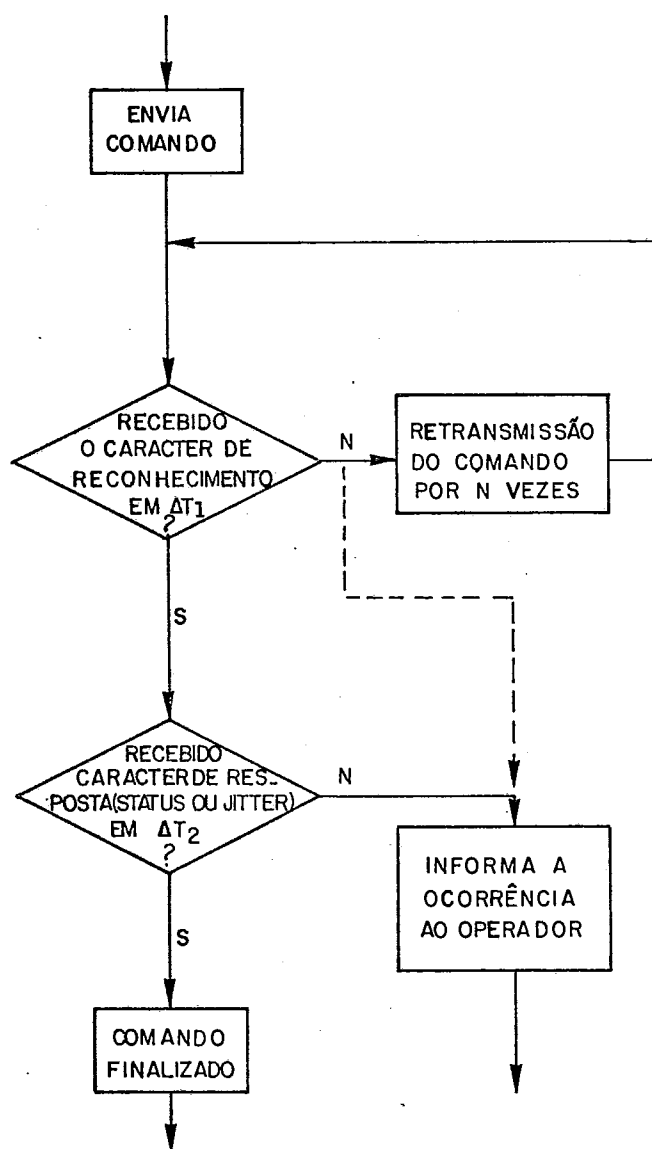 ENVIA
COMANDO
RECEBIDO
O CARACTER DE
RECONHECIMENTO
EM ΔT1
?
N
RETRANSMISSÃO
DO COMANDO
POR N VEZES
S
RECEBIDO
CARACTER DE RES-
POSTA(STATUS OU JITTER)
EM ΔT2
?
N
INFORMA A
OCORRÊNCIA
AO OPERADOR
S
COMANDO
FINALIZADO